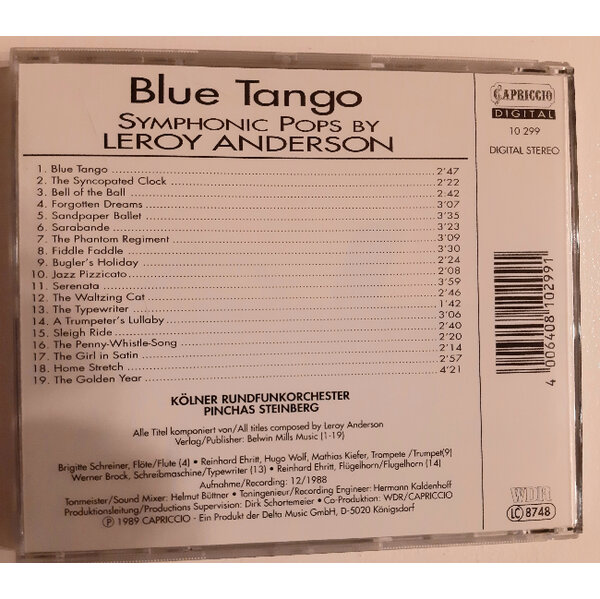 Blue Tango
SYMPHONIC POPS BY
LEROY ANDERSON
CAPRICCIO
DIGITAL
10 299
DIGITAL STEREO
1. Blue Tango 2'47
2. The Syncopated Clock 2'22
3. Bell of the Ball 2:42
4. Forgotten Dreams 3'07
5. Sandpaper Ballet 3'35
6. Sarabande 3'23
7. The Phantom Regiment 3'09
8. Fiddle Faddle 3'30
9. Bugler's Holiday 2'24
10. Jazz Pizzicato 2'08
11. Serenata 3'59
12. The Waltzing Cat 2'46
13. The Typewriter 1'42
14. A Trumpeter's Lullaby 3'06
15. Sleigh Ride 2'40
16. The Penny-Whistle-Song 2'20
17. The Girl in Satin 2'14
18. Home Stretch 2'57
19. The Golden Year 4'21
KÖLNER RUNDFUNKORCHESTER
PINCHAS STEINBERG
Alle Titel komponiert von/All titles composed by Leroy Anderson
Verlag/Publisher: Belwin Mills Music (1-19)
Brigitte Schreiner, Flöte/Flute (4) • Reinhard Ehritt, Hugo Wolf, Mathias Kiefer, Trompete /Trumpet(9)
Werner Brock, Schreibmaschine/Typewriter (13) • Reinhard Ehritt, Flügelhorn/Flugelhorn (14)
Aufnahme/Recording: 12/1988
Tonmeister/Sound Mixer: Helmut Büttner • Toningenieur/Recording Engineer: Hermann Kaldenhoff
Produktionsleitung/Productions Supervision: Dirk Schortemeier • Co-Produktion/Co-Production: WDR/CAPRICCIO
Ⓟ 1989 CAPRICCIO - Ein Produkt der Delta Music GmbH, D-5020 Königsdorf
4 006408 102991
WDR
LC 8748